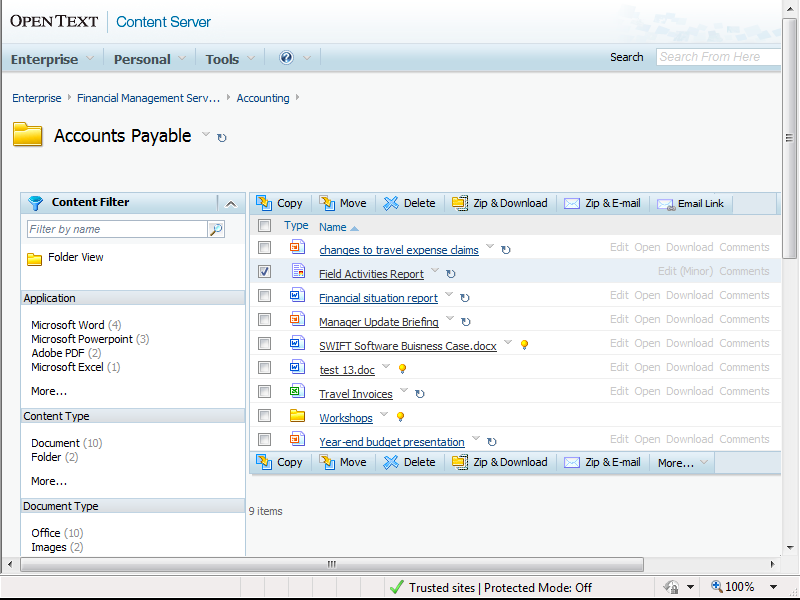 OPEN TEXT Content Server
Enterprise Personal Tools ? Search Search From Here
Enterprise Financial Management Serv... Accounting
Accounts Payable
Content Filter
Filter by name
Folder View
Application
Microsoft Word (4)
Microsoft Powerpoint (3)
Adobe PDF (2)
Microsoft Excel (1)
More...
Content Type
Document (10)
Folder (2)
More...
Document Type
Office (10)
Images (2)
Copy Move Delete Zip & Download Zip & E-mail Email Link
Type Name
changes to travel expense claims Edit Open Download Comments
Field Activities Report Edit (Minor) Comments
Financial situation report Edit Open Download Comments
Manager Update Briefing Edit Open Download Comments
SWIFT Software Buisness Case.docx Edit Open Download Comments
test 13.doc Edit Open Download Comments
Travel Invoices Edit Open Download Comments
Workshops
Year-end budget presentation Edit Open Download Comments
Copy Move Delete Zip & Download Zip & E-mail More...
9 items
Trusted sites | Protected Mode: Off 100%